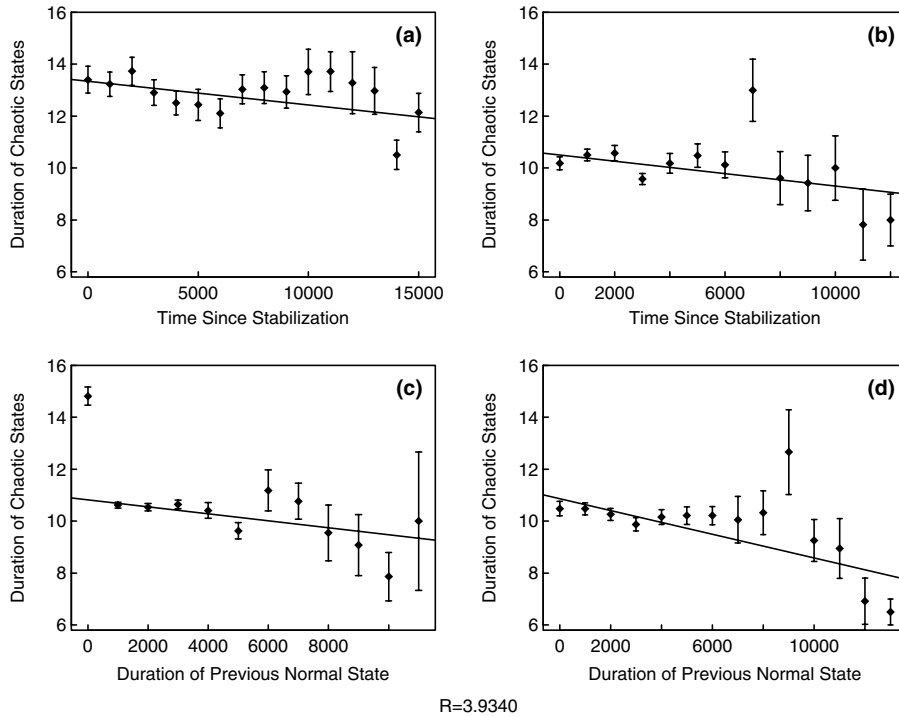 (a)
Duration of Chaotic States
16
14
12
10
8
6
0 5000 10000 15000
Time Since Stabilization
(b)
Duration of Chaotic States
16
14
12
10
8
6
0 2000 6000 10000
Time Since Stabilization
(c)
Duration of Chaotic States
16
14
12
10
8
6
0 2000 4000 6000 8000
Duration of Previous Normal State
(d)
Duration of Chaotic States
16
14
12
10
8
6
0 2000 6000 10000
Duration of Previous Normal State
R=3.9340